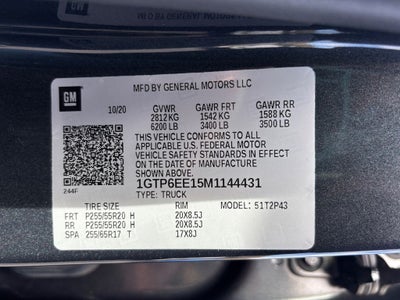 GM
MFD BY GENERAL MOTORS LLC
10/20 GVWR GAWR FRT GAWR RR
2812 KG 1542 KG 1588 KG
6200 LB 3400 LB 3500 LB
THIS VEHICLE CONFORMS TO ALL
APPLICABLE U.S. FEDERAL MOTOR
VEHICLE SAFETY STANDARDS IN EFFECT
ON THE DATE OF MANUFACTURE
SHOWN ABOVE.
1GTP6EE15M1144431
244F TYPE: TRUCK
TIRE SIZE RIM MODEL: 51T2P43
FRT P255/55R20 H 20X8.5J
RR P255/55R20 H 20X8.5J
SPA 255/65R17 T 17X8J